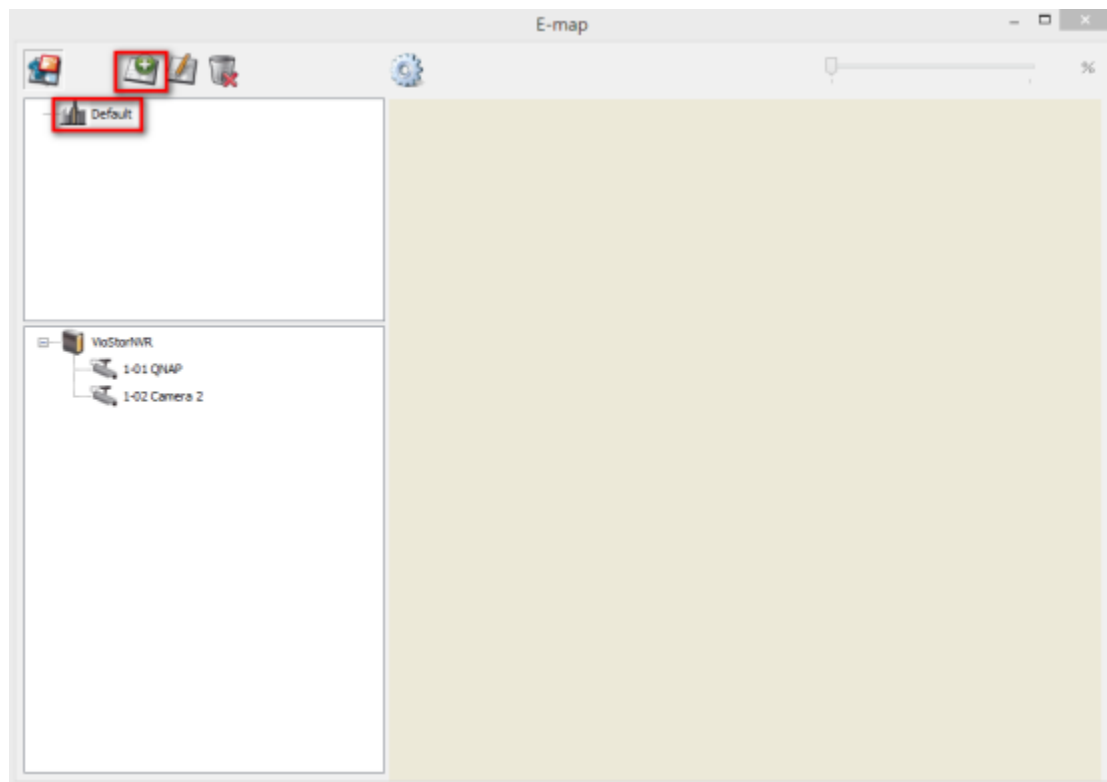 E-map
%
Default
VioStorNVR
1-01 QNAP
1-02 Camera 2